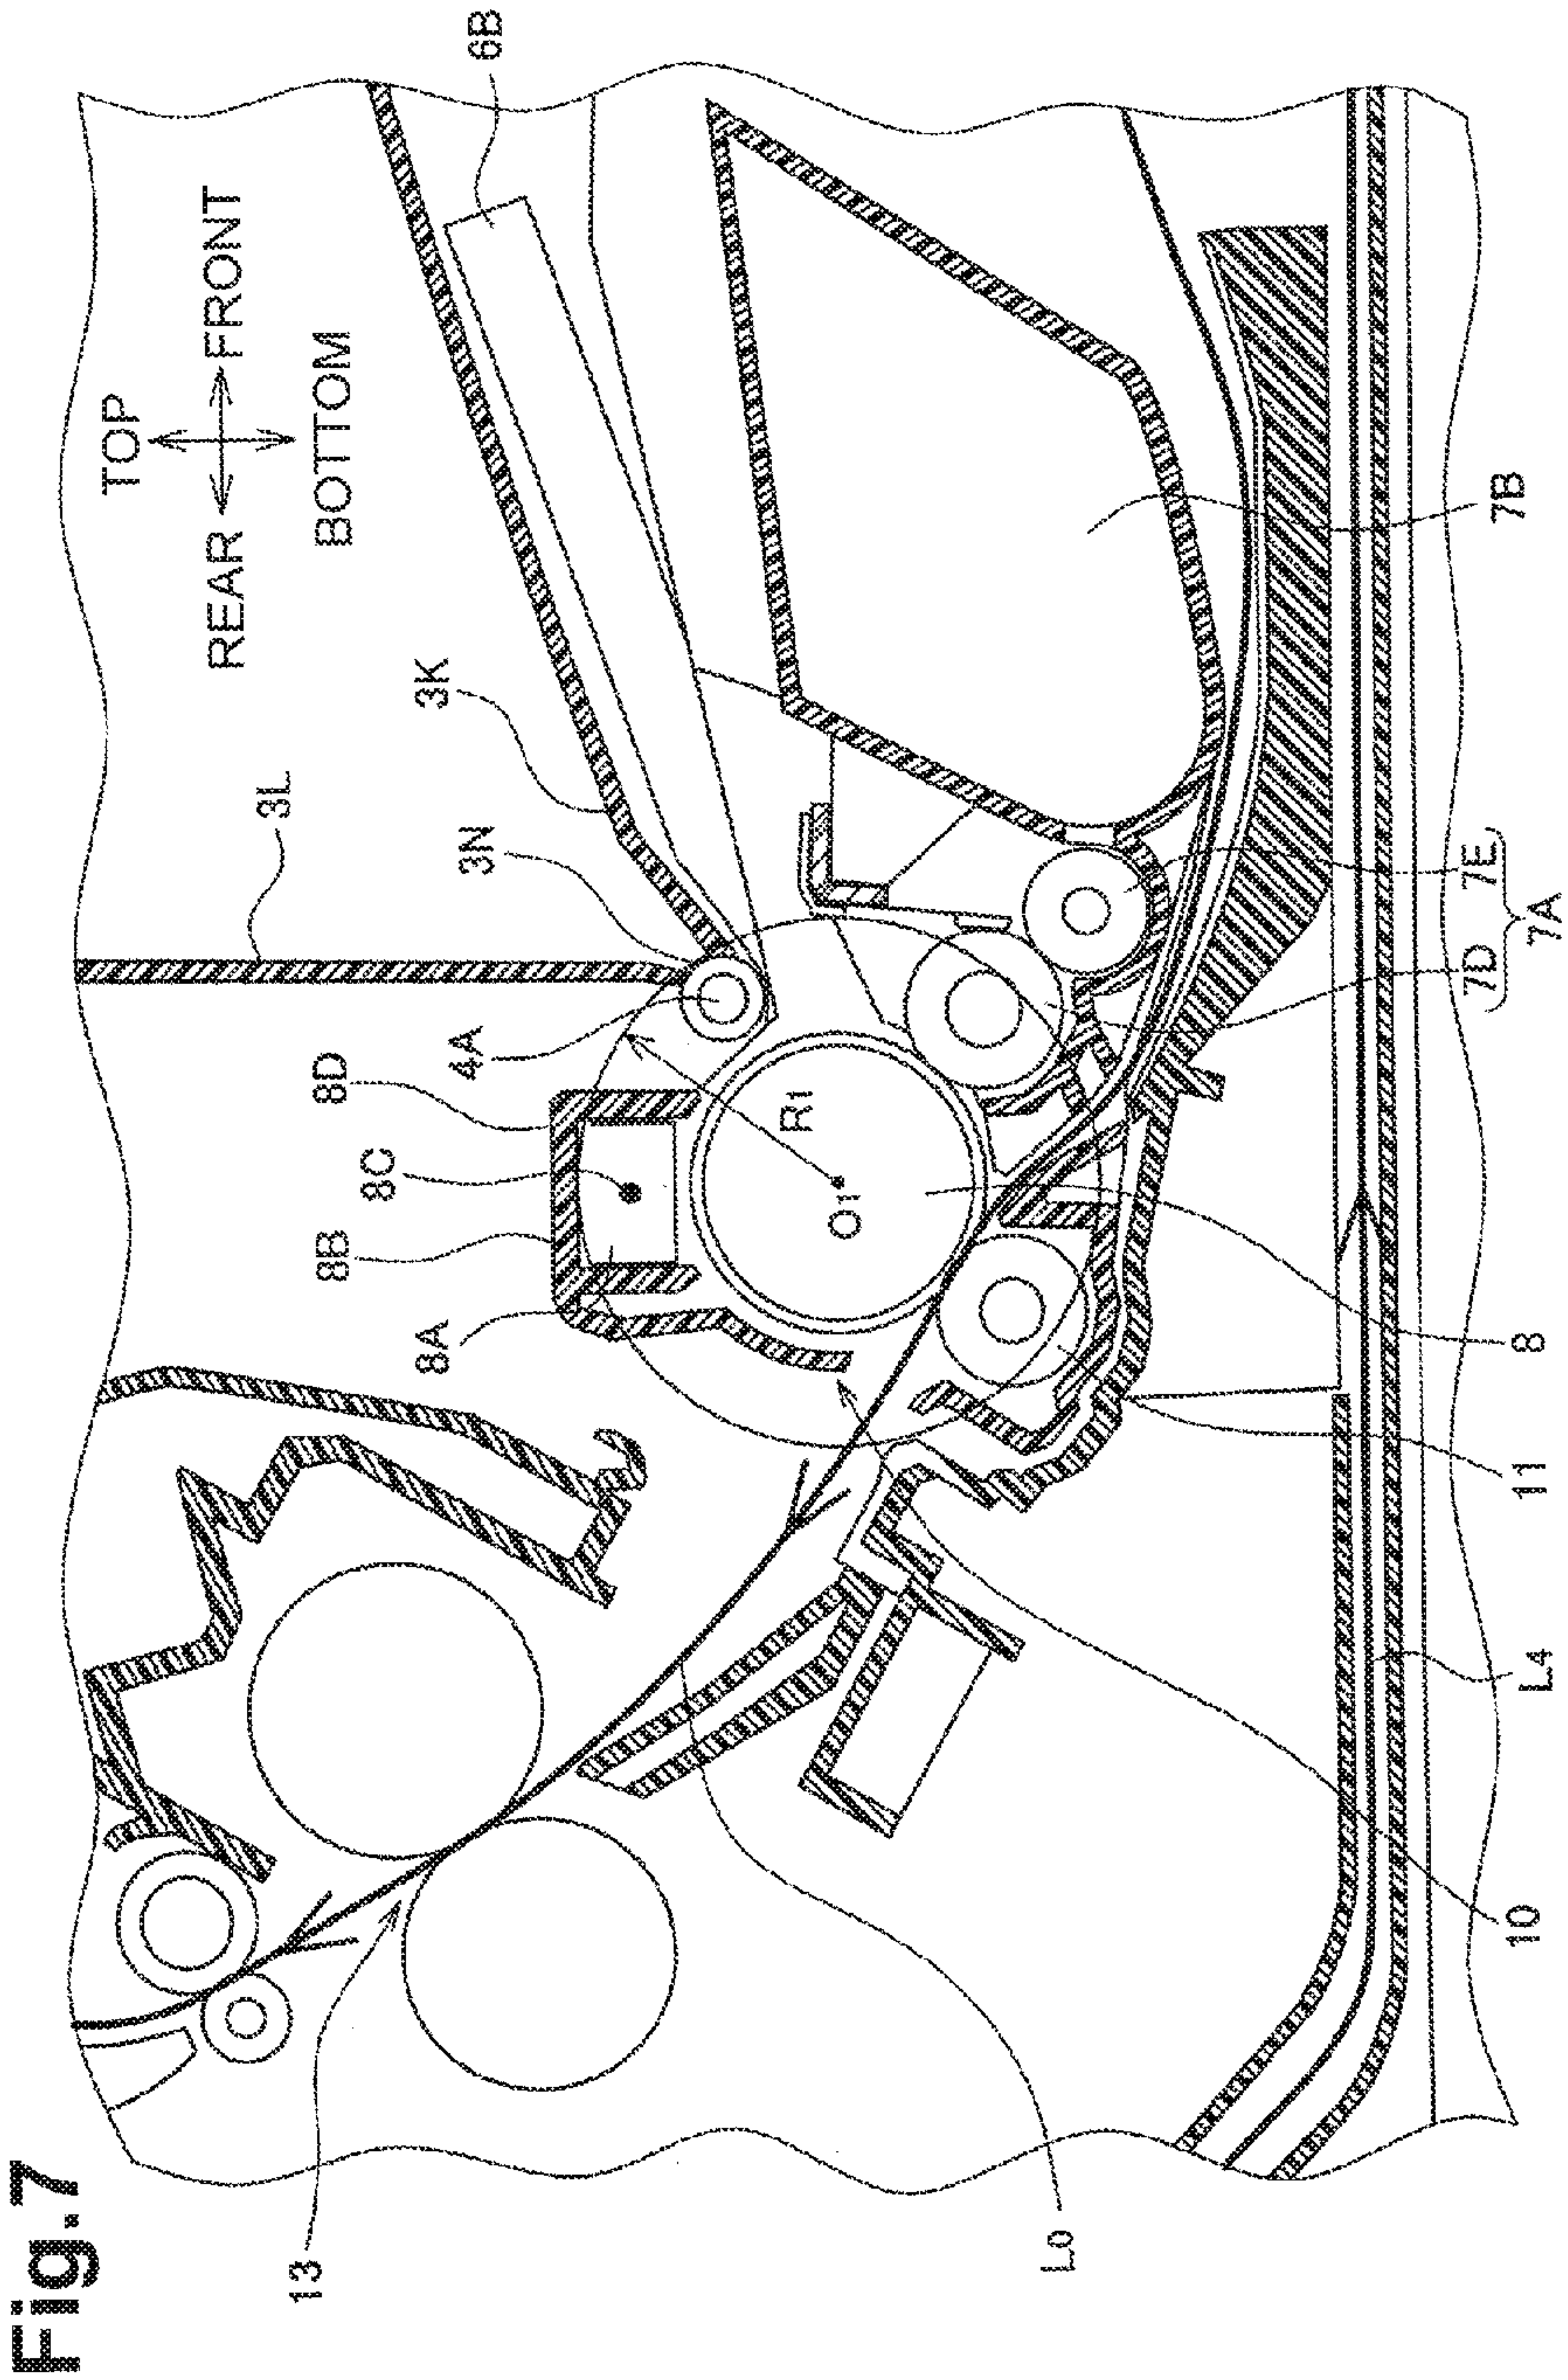 Fig.7
TOP
REAR
FRONT
BOTTOM
6B
3K
3L
3N
4A
8D
8C
8B
8A
R1
O1
7B
7E
7D
7A
8
11
L4
10
L0
13